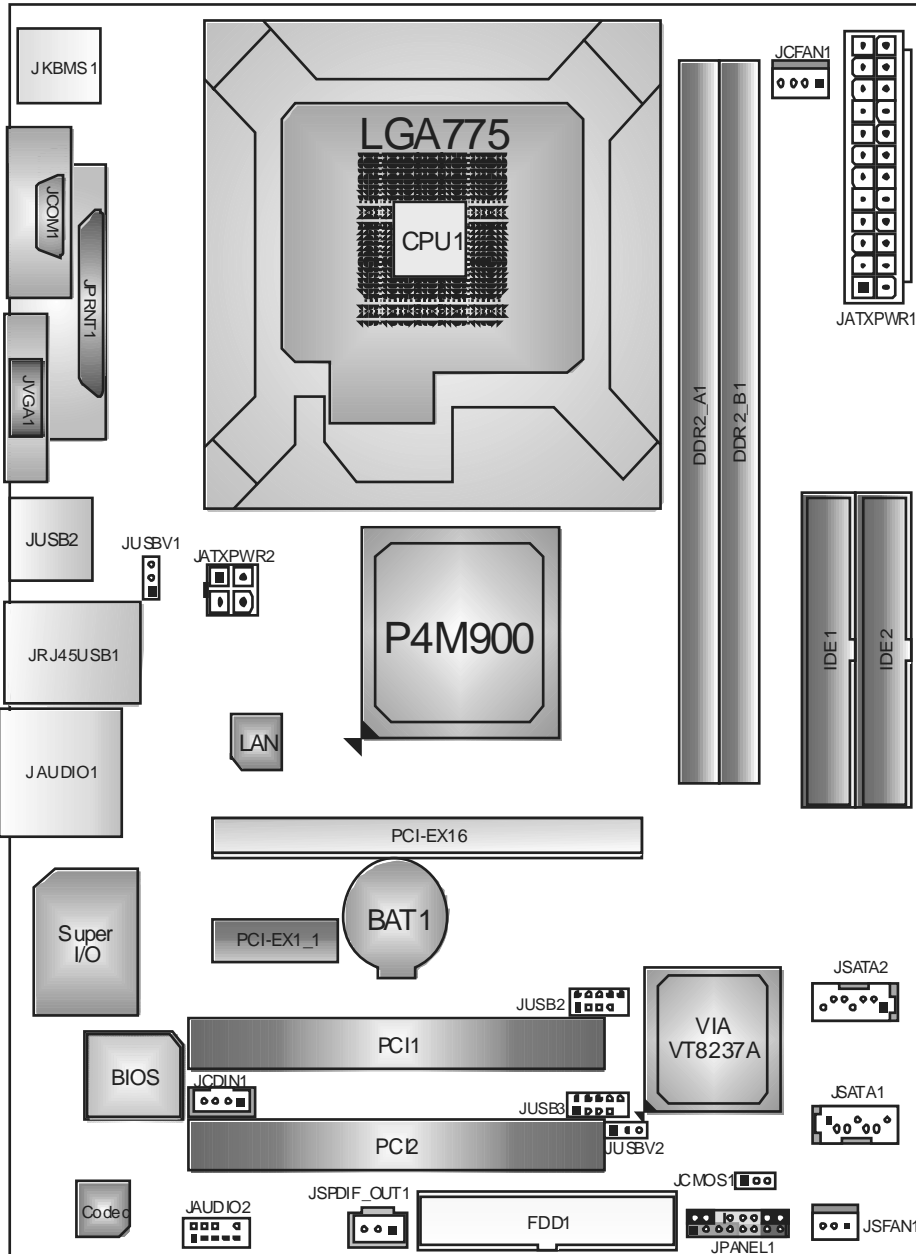 JKBMS1
JCFAN1
LGA775
CPU1
JCOM1
JPRNT1
JATXPWR1
JVGA1
DDR2_A1
DDR2_B1
JUSB2
JUSBV1
JATXPWR2
P4M900
IDE1
IDE2
JRJ45USB1
LAN
JAUDIO1
PCI-EX16
BAT1
Super
I/O
PCI-EX1_1
JSATA2
JUSB2
VIA
VT8237A
PCI1
BIOS
JCDIN1
JSATA1
JUSB3
PCI2
JUSBV2
JCMOS1
Codec
JAUDIO2
JSPDIF_OUT1
FDD1
JSFAN1
JPANEL1